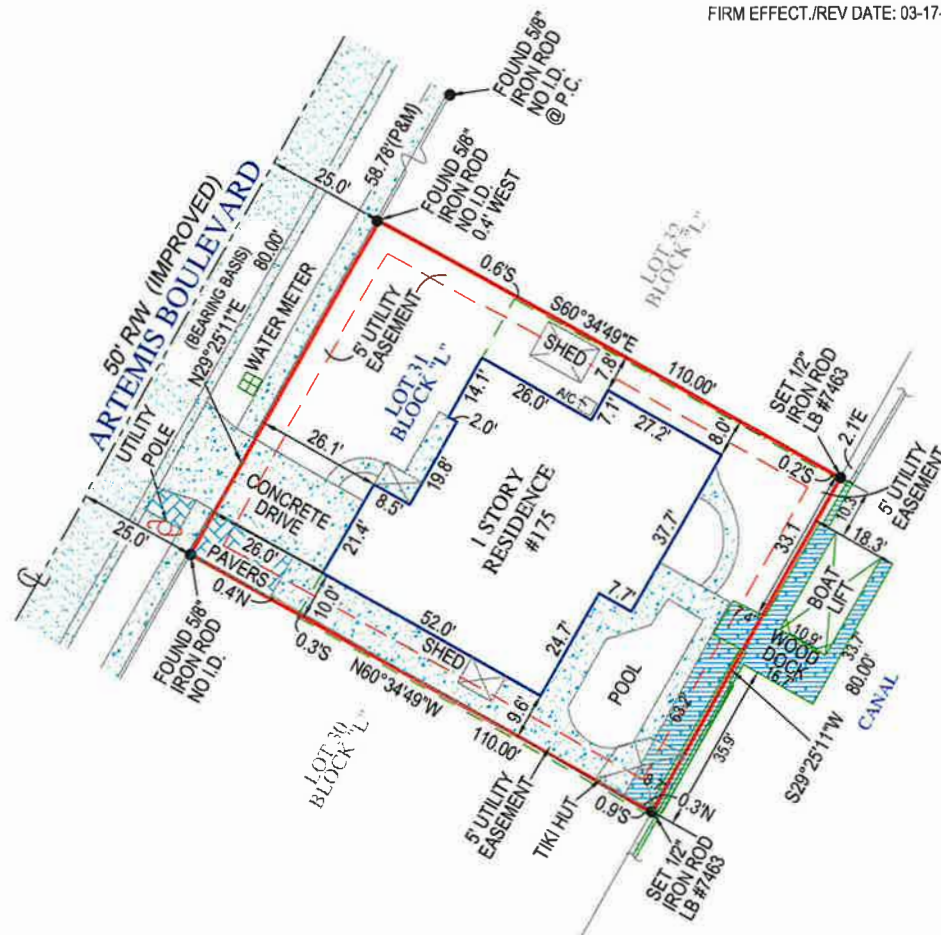 FIRM EFFECT./REV DATE: 03-17-
FOUND 5/8"
IRON ROD
NO I.D.
@ P.C.
50' R/W (IMPROVED)
ARTEMIS BOULEVARD
25.0'
58.78'(P&M)
FOUND 5/8"
IRON ROD
NO I.D.
0.4' WEST
(BEARING BASIS)
N29°25'11"E
80.00'
WATER METER
UTILITY
POLE
25.0'
5' UTILITY
EASEMENT
0.6'S
LOT 32
BLOCK "L"
S60°34'49"E
110.00'
SHED
7.8'
LOT 31
BLOCK "L"
14.1'
2.0'
26.0'
A/C
7.1'
27.2'
8.0'
SET 1/2"
IRON ROD
LB #7463
26.1'
8.5'
19.8'
CONCRETE
DRIVE
21.4'
1 STORY
RESIDENCE
#175
0.2'S
2.1'E
5' UTILITY
EASEMENT
10.3'
18.3'
33.1'
37.7'
PAVERS
26.0'
0.4'N
10.0'
0.3'S
FOUND 5/8"
IRON ROD
NO I.D.
52.0'
SHED
N60°34'49"W
110.00'
7.7'
24.7'
9.6'
POOL
BOAT
LIFT
10.9'
WOOD
DOCK
33.7'
80.00'
CANAL
63.2'
35.9'
S29°25'11"W
LOT 30
BLOCK "L"
5' UTILITY
EASEMENT
TIKI HUT
0.9'S
0.3'N
SET 1/2"
IRON ROD
LB #7463